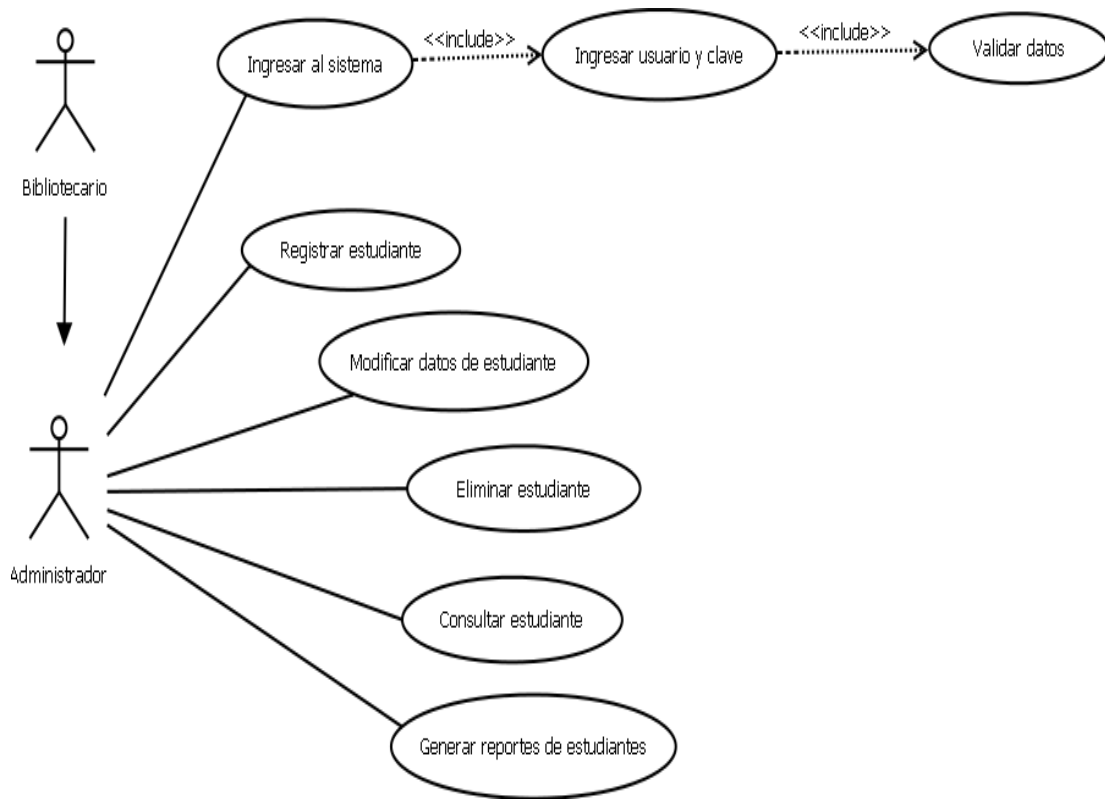 <<include>>
<<include>>
Ingresar al sistema
Ingresar usuario y clave
Validar datos
Bibliotecario
Registrar estudiante
Modificar datos de estudiante
Eliminar estudiante
Administrador
Consultar estudiante
Generar reportes de estudiantes